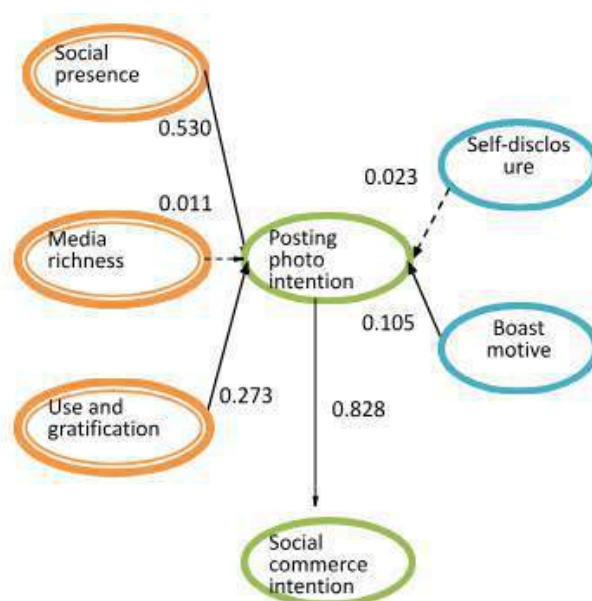 Social
presence
0.530
Self-disclos
ure
0.023
0.011
Media
richness
Posting
photo
intention
0.105
Boast
motive
Use and
gratification
0.273
0.828
Social
commerce
intention